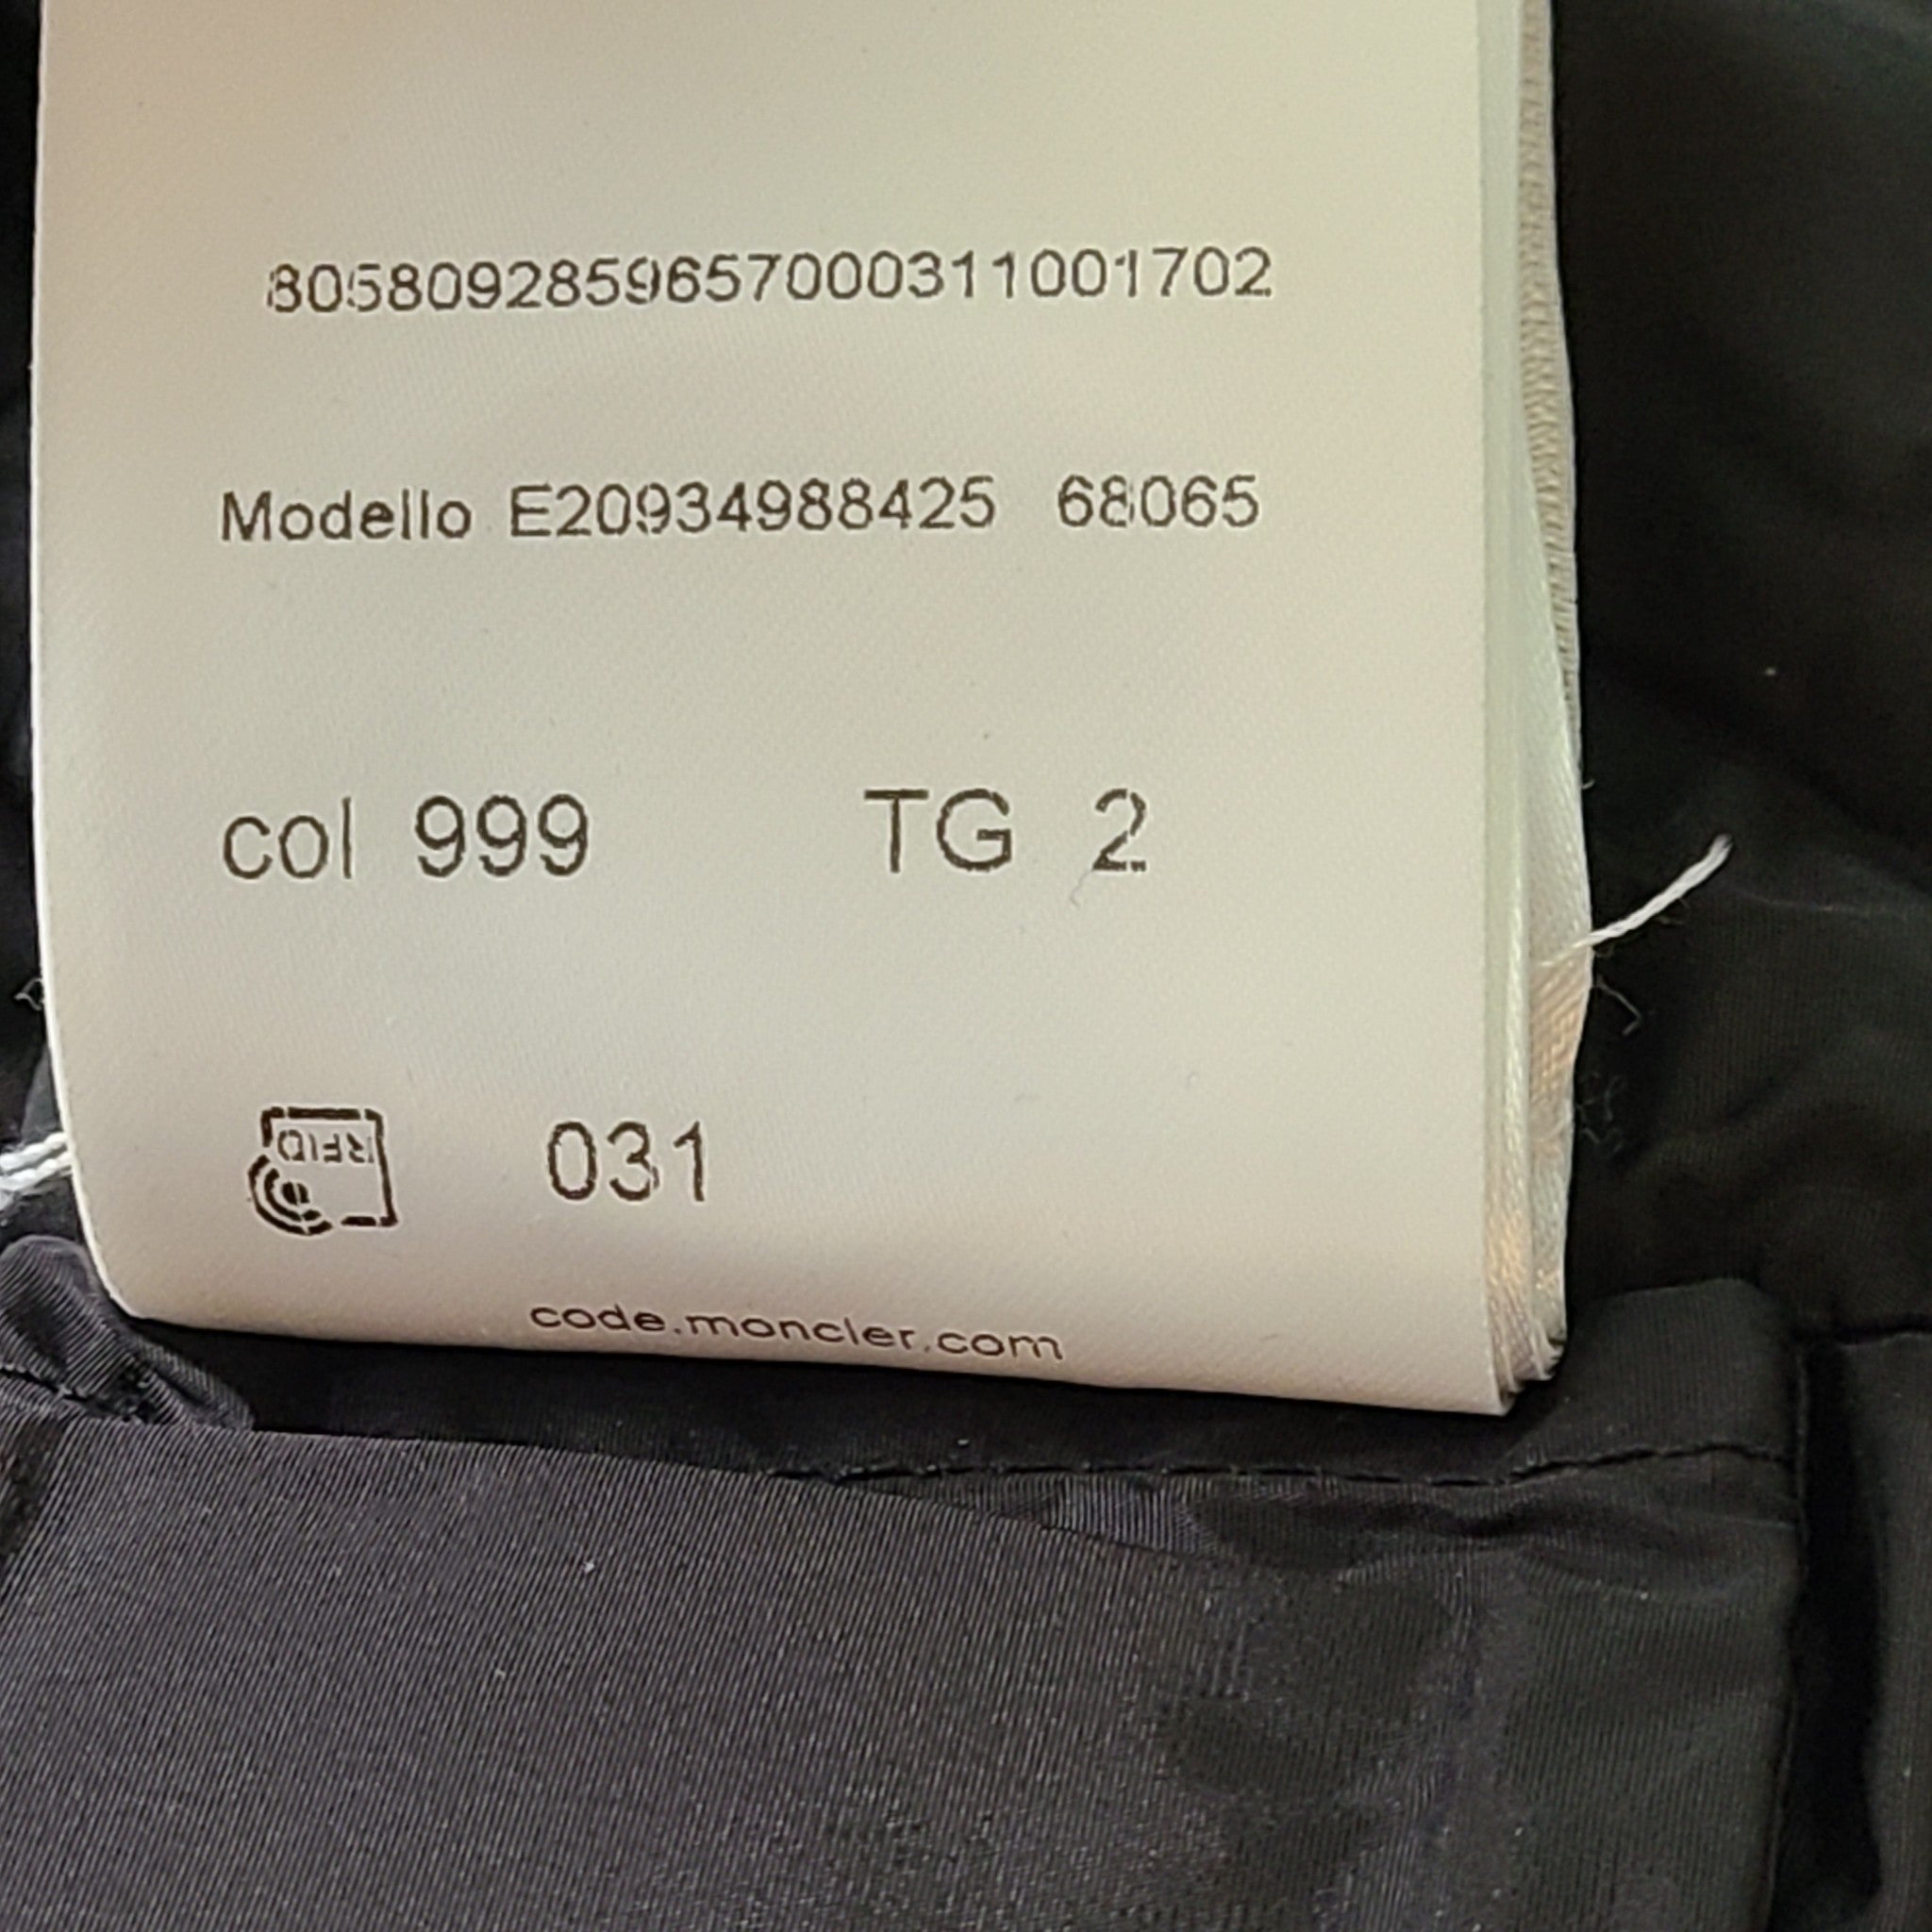 8058092859657000311001702
Modello E20934988425 68065
col 999 TG 2
RFID 031
code.moncler.com